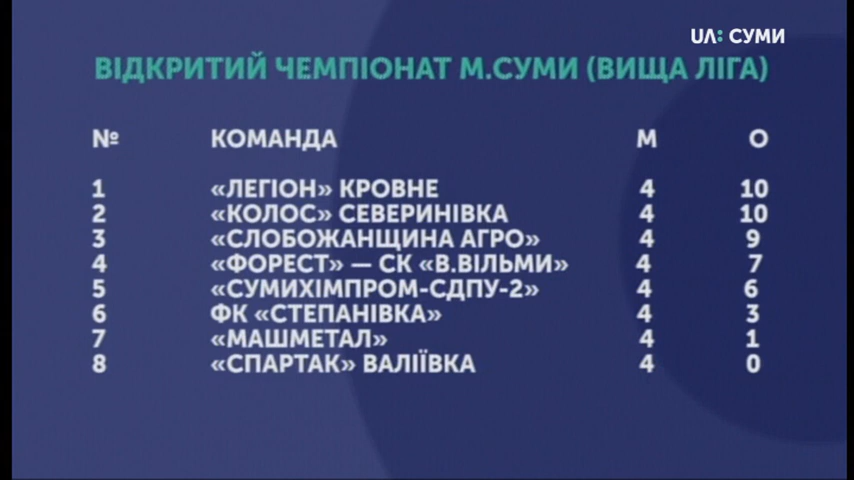 UA: СУМИ
ВІДКРИТИЙ ЧЕМПІОНАТ М.СУМИ (ВИЩА ЛІГА)
№ КОМАНДА М О
1 «ЛЕГІОН» КРОВНЕ 4 10
2 «КОЛОС» СЕВЕРИНІВКА 4 10
3 «СЛОБОЖАНЩИНА АГРО» 4 9
4 «ФОРЕСТ» — СК «В.ВІЛЬМИ» 4 7
5 «СУМИХІМПРОМ-СДПУ-2» 4 6
6 ФК «СТЕПАНІВКА» 4 3
7 «МАШМЕТАЛ» 4 1
8 «СПАРТАК» ВАЛІЇВКА 4 0